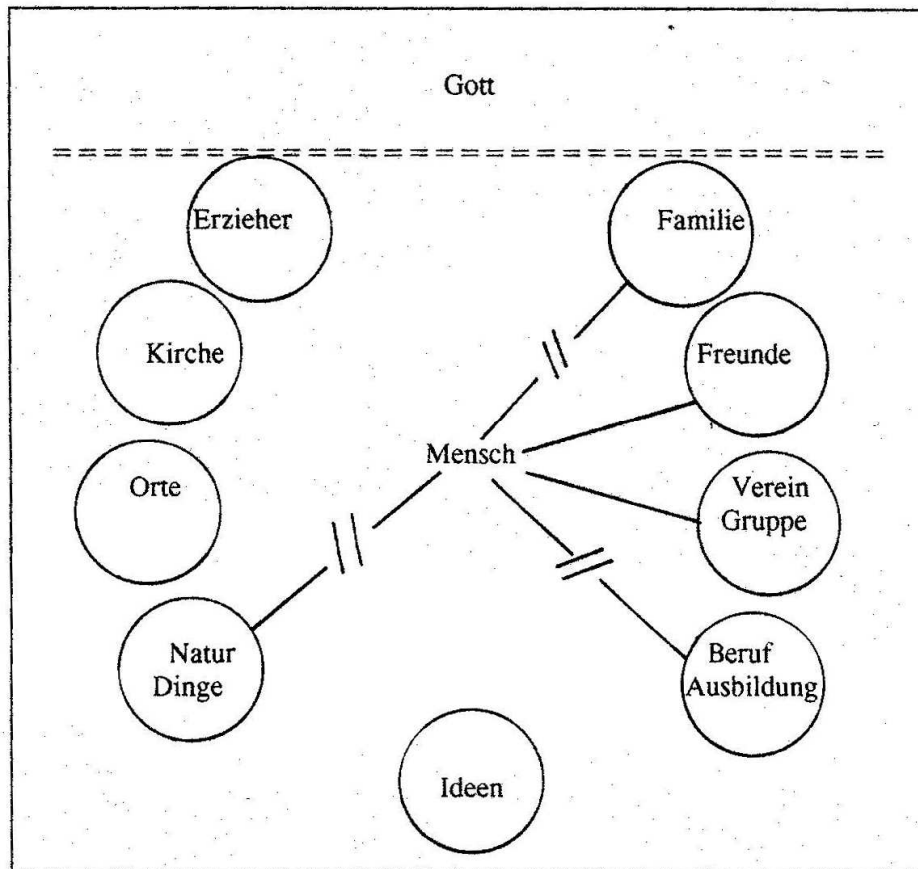 Gott
Erzieher
Familie
Kirche
Freunde
Mensch
Orte
Verein
Gruppe
Natur
Dinge
Beruf
Ausbildung
Ideen